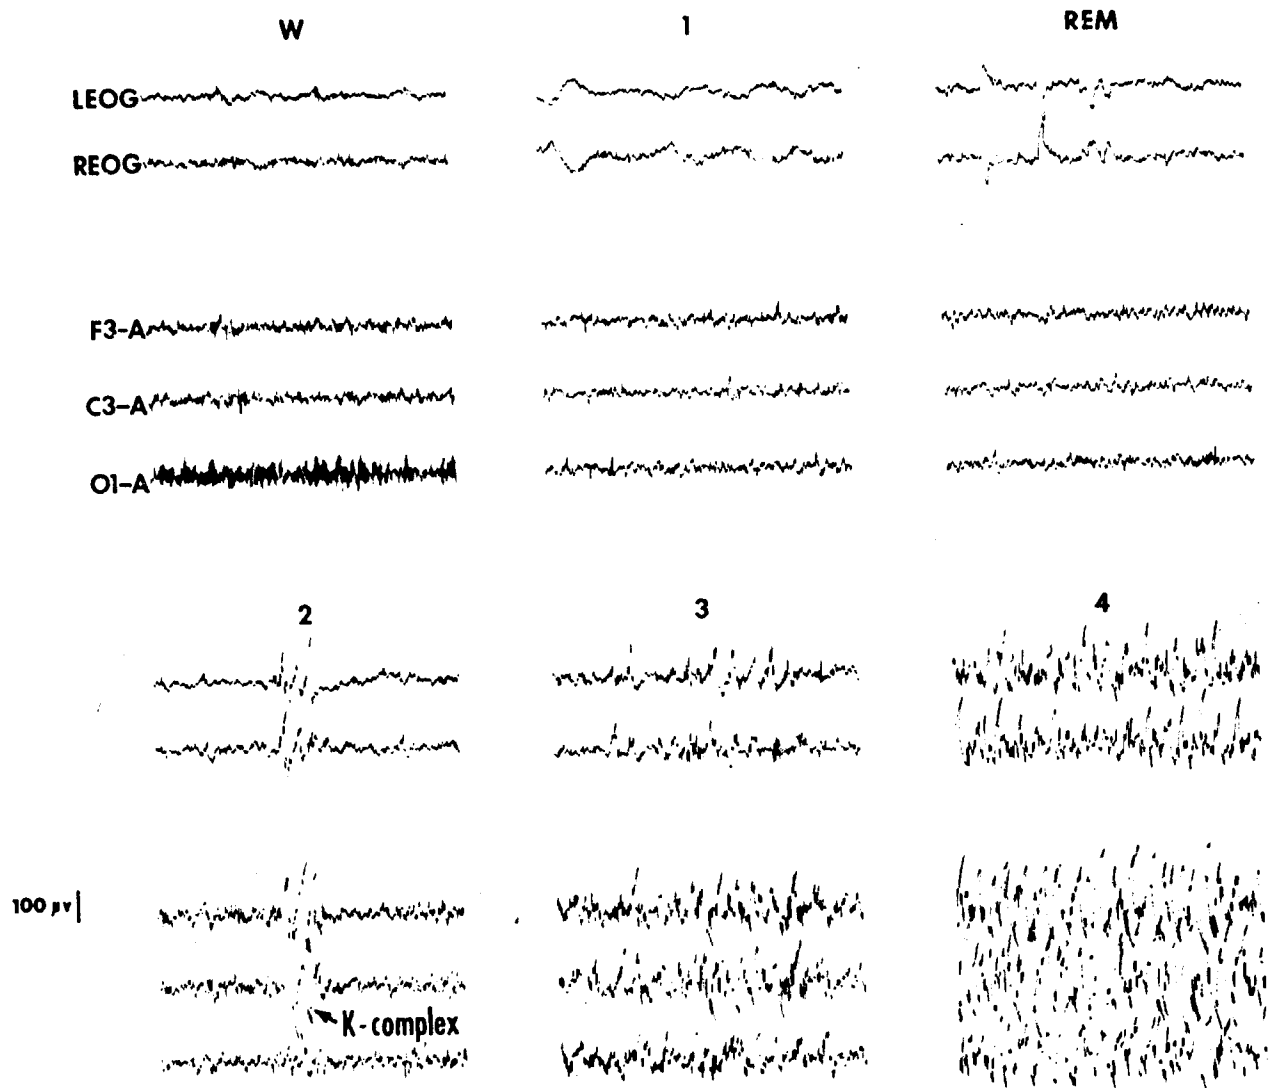 W 1 REM
LEOG
REOG
F3-A
C3-A
O1-A
2 3 4
100 μv
K-complex